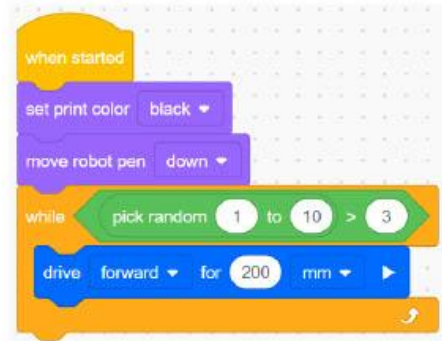 when started
set print color black
move robot pen down
while pick random 1 to 10 > 3
drive forward for 200 mm